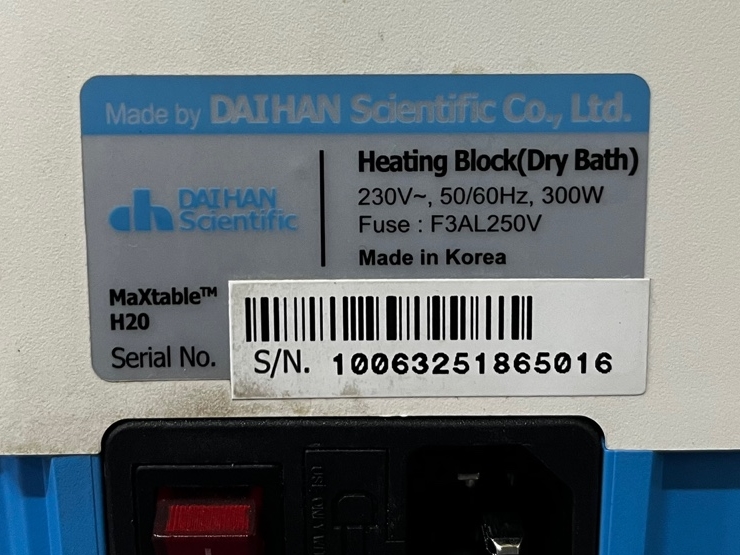 Made by DAIHAN Scientific Co., Ltd.
DAIHAN
Scientific
Heating Block(Dry Bath)
230V~, 50/60Hz, 300W
Fuse : F3AL250V
Made in Korea
MaXtable™
H20
Serial No.
S/N. 10063251865016